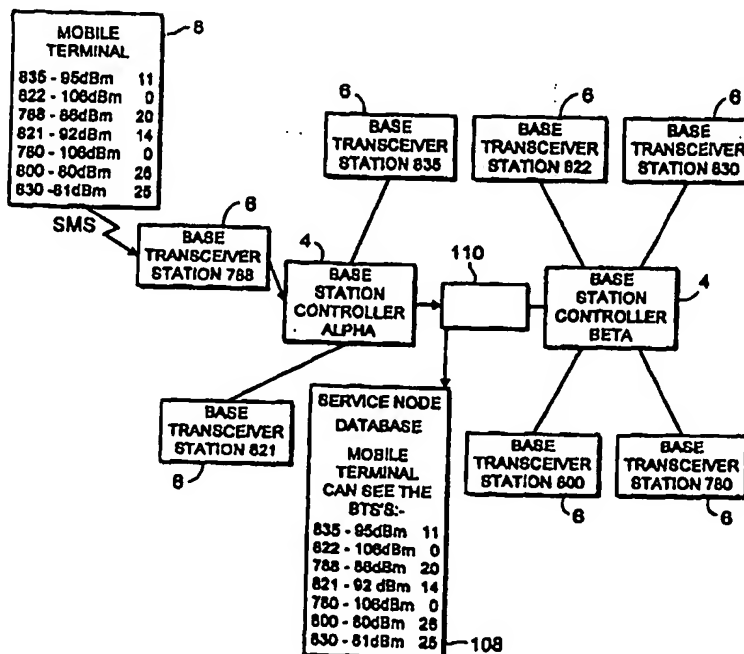 8
MOBILE
TERMINAL
835 - 95dBm 11
822 - 106dBm 0
788 - 86dBm 20
821 - 92dBm 14
780 - 106dBm 0
800 - 80dBm 26
830 -81dBm 25
SMS
6
BASE
TRANSCEIVER
STATION 788
6
BASE
TRANSCEIVER
STATION 835
6
BASE
TRANSCEIVER
STATION 822
6
BASE
TRANSCEIVER
STATION 830
4
BASE
STATION
CONTROLLER
ALPHA
110
BASE
STATION
CONTROLLER
BETA
4
BASE
TRANSCEIVER
STATION 821
6
SERVICE NODE
DATABASE
MOBILE
TERMINAL
CAN SEE THE
BTS'S:-
835 - 95dBm 11
822 - 106dBm 0
788 - 86dBm 20
821 - 92 dBm 14
780 - 106dBm 0
800 - 80dBm 26
830 - 81dBm 25
108
BASE
TRANSCEIVER
STATION 800
6
BASE
TRANSCEIVER
STATION 780
6